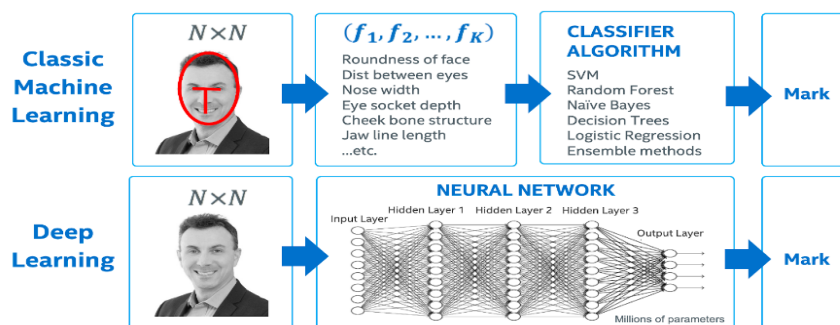 Classic
Machine
Learning
N×N
(f₁, f₂, ... , f_K)
Roundness of face
Dist between eyes
Nose width
Eye socket depth
Cheek bone structure
Jaw line length
...etc.
CLASSIFIER
ALGORITHM
SVM
Random Forest
Naïve Bayes
Decision Trees
Logistic Regression
Ensemble methods
Mark
Deep
Learning
N×N
NEURAL NETWORK
Input Layer
Hidden Layer 1
Hidden Layer 2
Hidden Layer 3
Output Layer
Millions of parameters
Mark